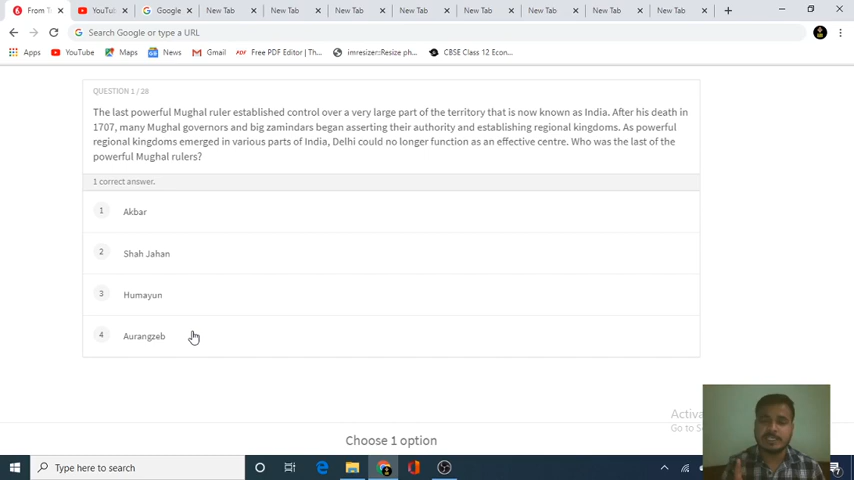 From T
YouTu
Google
New Tab
New Tab
New Tab
New Tab
New Tab
New Tab
New Tab
New Tab
Search Google or type a URL
Apps
YouTube
Maps
News
Gmail
PDF Free PDF Editor | Th...
imresizer::Resize ph...
CBSE Class 12 Econ...
QUESTION 1 / 28
The last powerful Mughal ruler established control over a very large part of the territory that is now known as India. After his death in
1707, many Mughal governors and big zamindars began asserting their authority and establishing regional kingdoms. As powerful
regional kingdoms emerged in various parts of India, Delhi could no longer function as an effective centre. Who was the last of the
powerful Mughal rulers?
1 correct answer.
1 Akbar
2 Shah Jahan
3 Humayun
4 Aurangzeb
Activa
Go to S
Choose 1 option
Type here to search